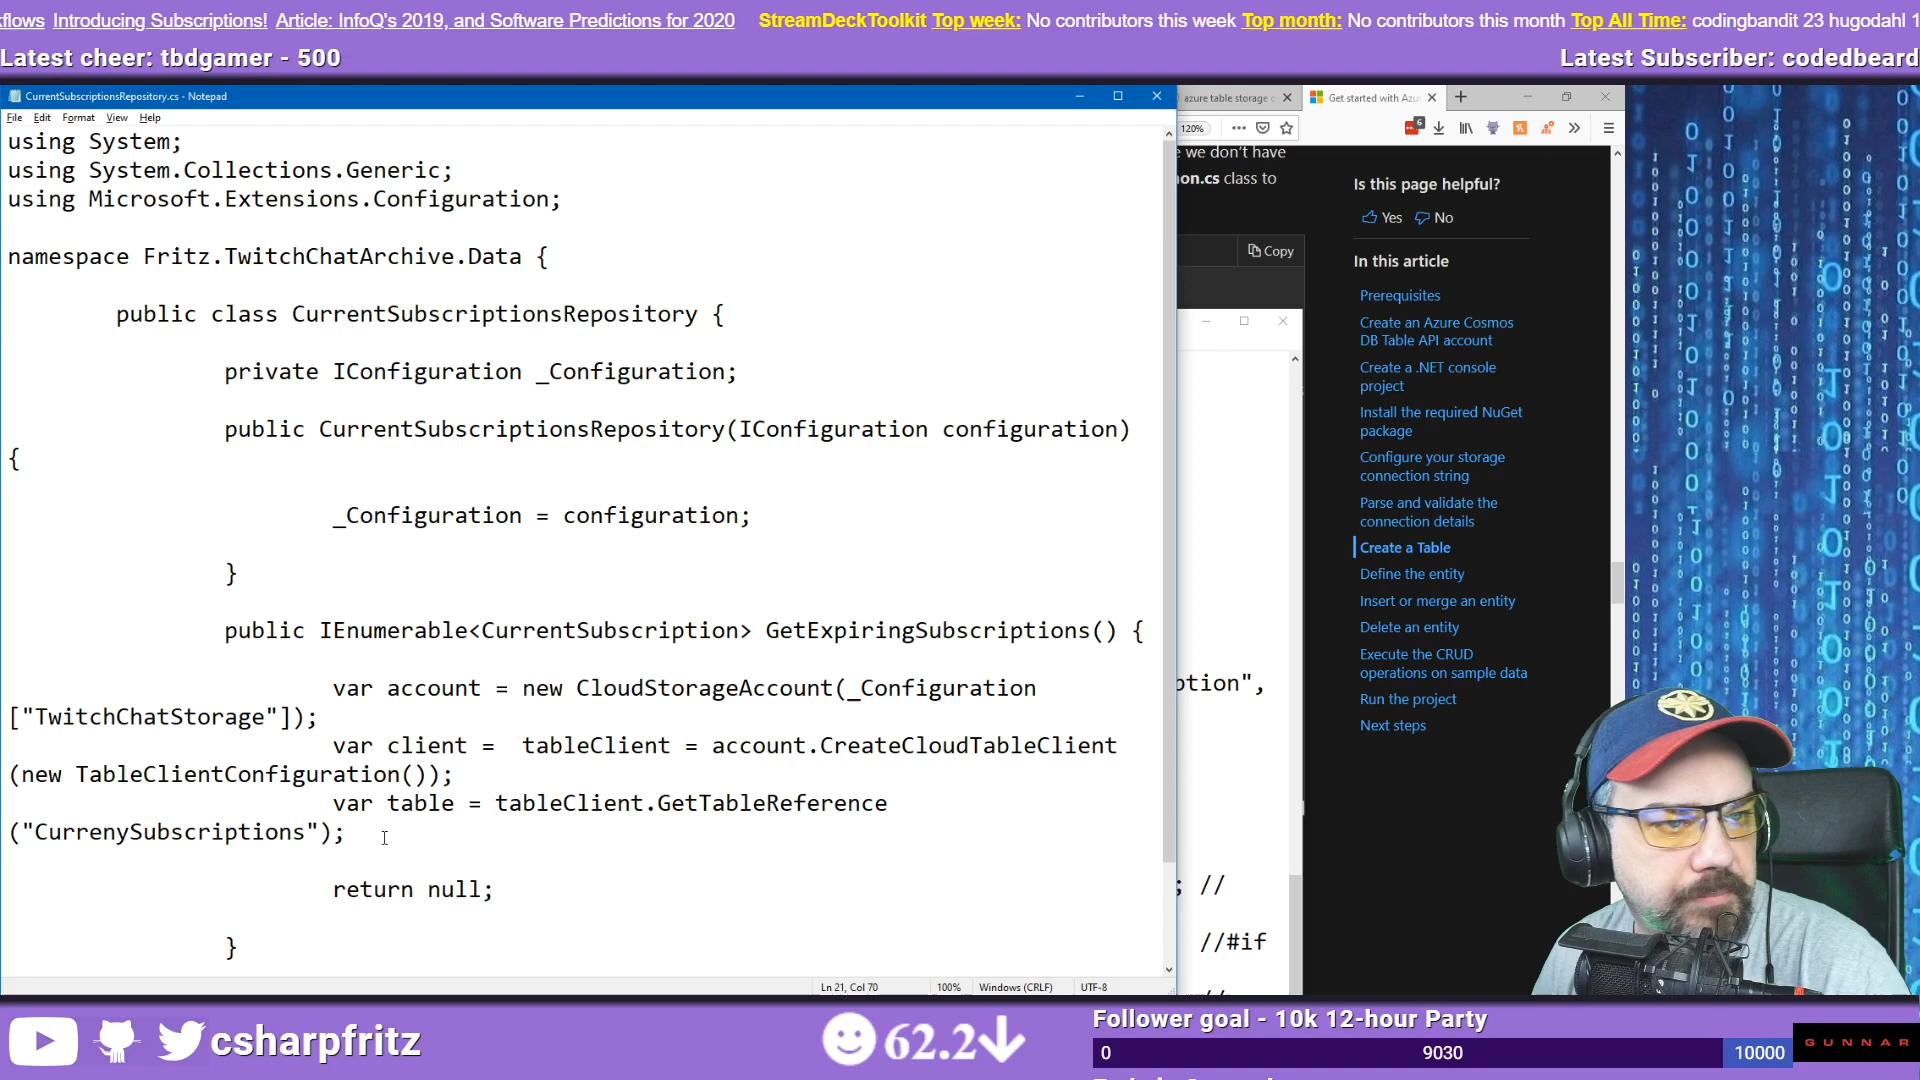 flows Introducing Subscriptions! Article: InfoQ's 2019, and Software Predictions for 2020 StreamDeckToolkit Top week: No contributors this week Top month: No contributors this month Top All Time: codingbandit 23 hugodahl 1
Latest cheer: tbdgamer - 500
Latest Subscriber: codedbeard
CurrentSubscriptionsRepository.cs - Notepad
File Edit Format View Help
using System;
using System.Collections.Generic;
using Microsoft.Extensions.Configuration;
namespace Fritz.TwitchChatArchive.Data {
public class CurrentSubscriptionsRepository {
private IConfiguration _Configuration;
public CurrentSubscriptionsRepository(IConfiguration configuration)
{
_Configuration = configuration;
}
public IEnumerable<CurrentSubscription> GetExpiringSubscriptions() {
var account = new CloudStorageAccount(_Configuration
["TwitchChatStorage"]);
var client =  tableClient = account.CreateCloudTableClient
(new TableClientConfiguration());
var table = tableClient.GetTableReference
("CurrenySubscriptions");
return null;
}
Ln 21, Col 70 100% Windows (CRLF) UTF-8
azure table storage
Get started with Azu
120%
6
e we don't have
on.cs class to
Copy
ption",
; //
//#if
Is this page helpful?
Yes No
In this article
Prerequisites
Create an Azure Cosmos
DB Table API account
Create a .NET console
project
Install the required NuGet
package
Configure your storage
connection string
Parse and validate the
connection details
Create a Table
Define the entity
Insert or merge an entity
Delete an entity
Execute the CRUD
operations on sample data
Run the project
Next steps
csharpfritz
62.2
Follower goal - 10k 12-hour Party
0 9030 10000
GUNNAR